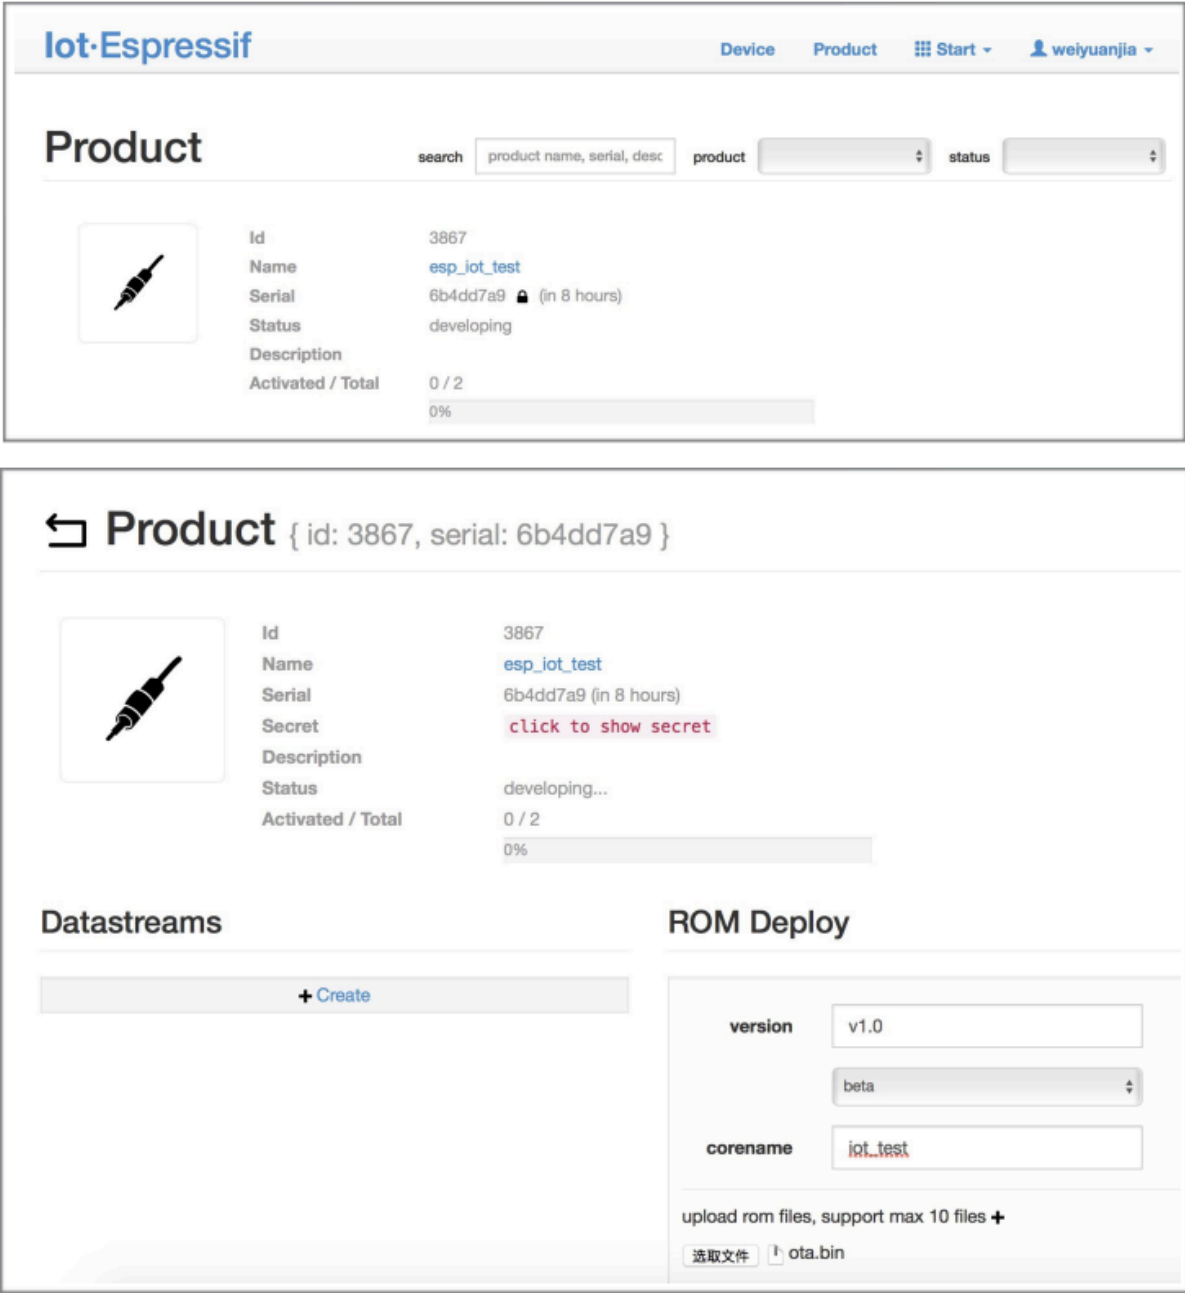 Iot·Espressif
Device Product Start weiyuanjia
Product
search product name, serial, desc product status
Id 3867
Name esp_iot_test
Serial 6b4dd7a9 (in 8 hours)
Status developing
Description
Activated / Total 0 / 2
0%
Product { id: 3867, serial: 6b4dd7a9 }
Id 3867
Name esp_iot_test
Serial 6b4dd7a9 (in 8 hours)
Secret click to show secret
Description
Status developing...
Activated / Total 0 / 2
0%
Datastreams
+ Create
ROM Deploy
version v1.0
beta
corename iot_test
upload rom files, support max 10 files +
选取文件 ota.bin